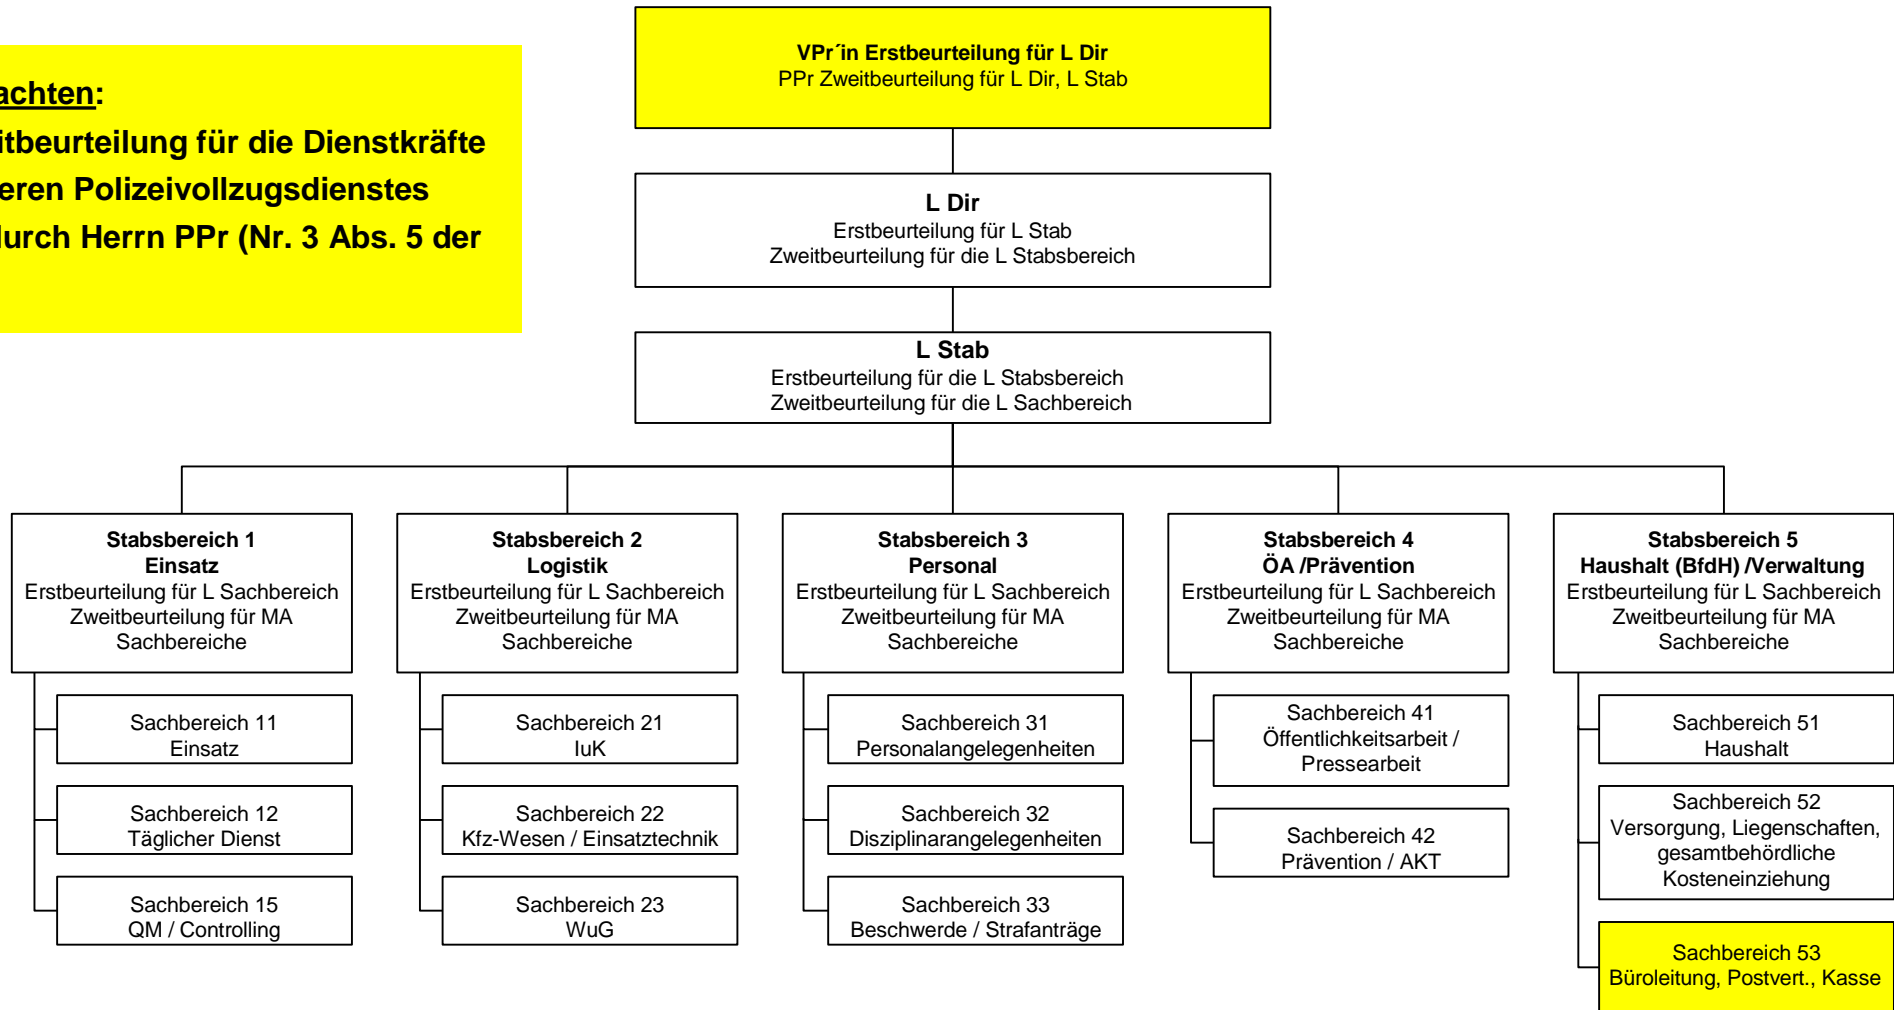 achten:
itbeurteilung für die Dienstkräfte
eren Polizeivollzugsdienstes
durch Herrn PPr (Nr. 3 Abs. 5 der
VPr´in Erstbeurteilung für L Dir
PPr Zweitbeurteilung für L Dir, L Stab
L Dir
Erstbeurteilung für L Stab
Zweitbeurteilung für die L Stabsbereich
L Stab
Erstbeurteilung für die L Stabsbereich
Zweitbeurteilung für die L Sachbereich
Stabsbereich 1
Einsatz
Erstbeurteilung für L Sachbereich
Zweitbeurteilung für MA
Sachbereiche
Sachbereich 11
Einsatz
Sachbereich 12
Täglicher Dienst
Sachbereich 15
QM / Controlling
Stabsbereich 2
Logistik
Erstbeurteilung für L Sachbereich
Zweitbeurteilung für MA
Sachbereiche
Sachbereich 21
IuK
Sachbereich 22
Kfz-Wesen / Einsatztechnik
Sachbereich 23
WuG
Stabsbereich 3
Personal
Erstbeurteilung für L Sachbereich
Zweitbeurteilung für MA
Sachbereiche
Sachbereich 31
Personalangelegenheiten
Sachbereich 32
Disziplinarangelegenheiten
Sachbereich 33
Beschwerde / Strafanträge
Stabsbereich 4
ÖA /Prävention
Erstbeurteilung für L Sachbereich
Zweitbeurteilung für MA
Sachbereiche
Sachbereich 41
Öffentlichkeitsarbeit /
Pressearbeit
Sachbereich 42
Prävention / AKT
Stabsbereich 5
Haushalt (BfdH) /Verwaltung
Erstbeurteilung für L Sachbereich
Zweitbeurteilung für MA
Sachbereiche
Sachbereich 51
Haushalt
Sachbereich 52
Versorgung, Liegenschaften,
gesamtbehördliche
Kosteneinziehung
Sachbereich 53
Büroleitung, Postvert., Kasse